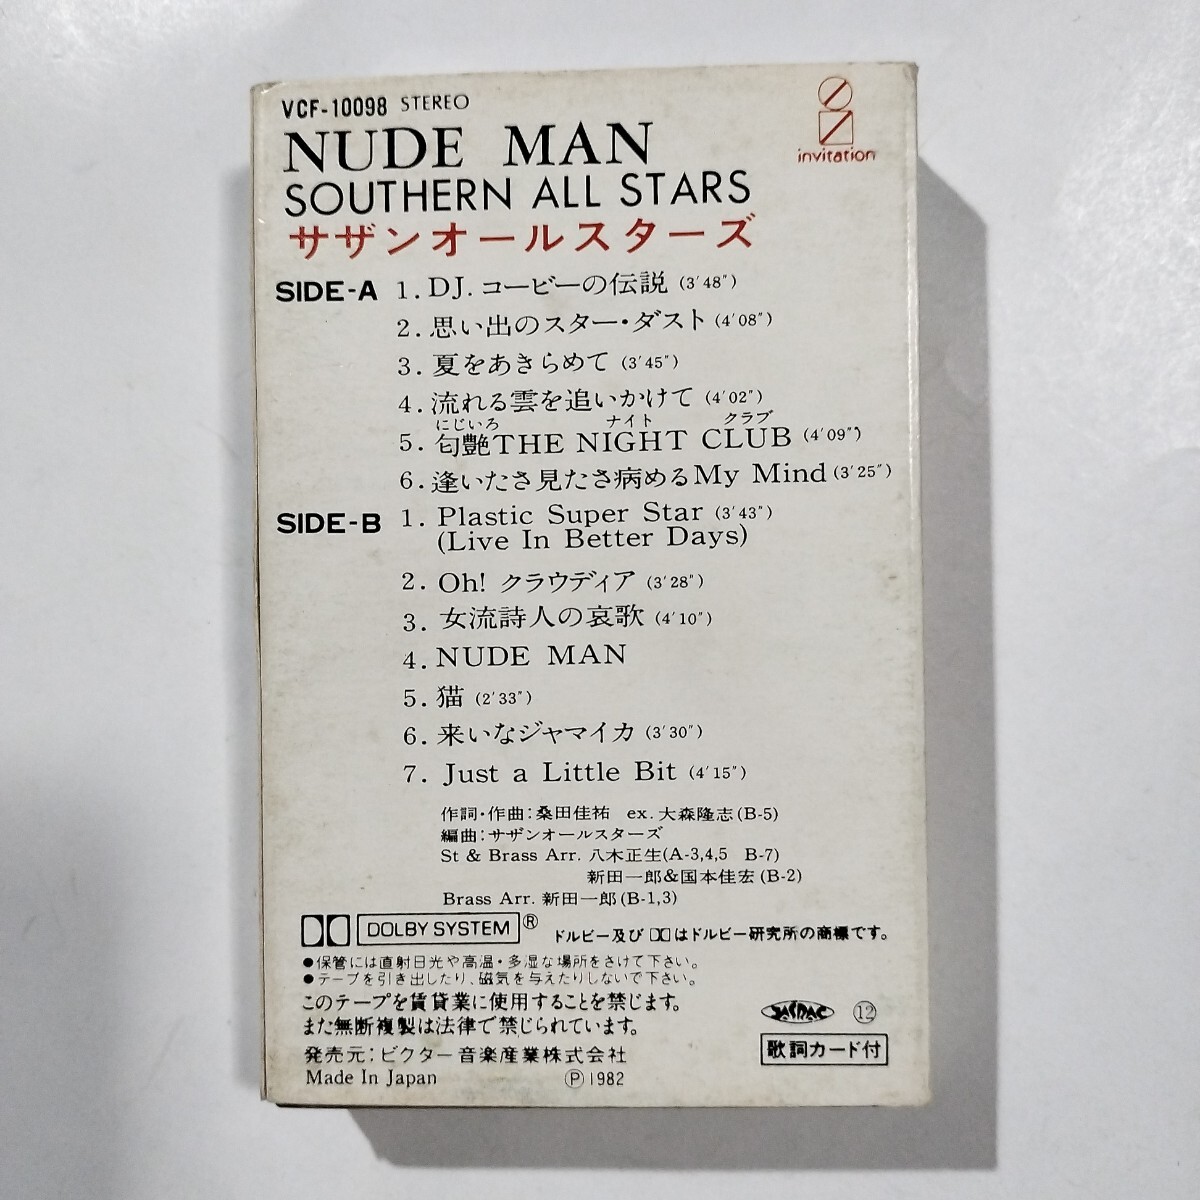 VCF-10098 STEREO
invitation
NUDE MAN
SOUTHERN ALL STARS
サザンオールスターズ
SIDE-A 1. DJ. コービーの伝説 (3′48″)
2. 思い出のスター・ダスト (4′08″)
3. 夏をあきらめて (3′45″)
4. 流れる雲を追いかけて (4′02″)
にじいろ ナイト クラブ
5. 匂艶THE NIGHT CLUB (4′09″)
6. 逢いたさ見たさ病めるMy Mind (3′25″)
SIDE-B 1. Plastic Super Star (3′43″)
(Live In Better Days)
2. Oh! クラウディア (3′28″)
3. 女流詩人の哀歌 (4′10″)
4. NUDE MAN
5. 猫 (2′33″)
6. 来いなジャマイカ (3′30″)
7. Just a Little Bit (4′15″)
作詞・作曲:桑田佳祐 ex. 大森隆志(B-5)
編曲:サザンオールスターズ
St & Brass Arr. 八木正生(A-3,4,5 B-7)
新田一郎&国本佳宏(B-2)
Brass Arr. 新田一郎(B-1,3)
DOLBY SYSTEM ® ドルビー及びはドルビー研究所の商標です。
●保管には直射日光や高温・多湿な場所をさけて下さい。
●テープを引き出したり、磁気を与えたりしないで下さい。
このテープを賃貸業に使用することを禁じます。
また無断複製は法律で禁じられています。
JASRAC ⑫
発売元:ビクター音楽産業株式会社
歌詞カード付
Made In Japan Ⓟ1982